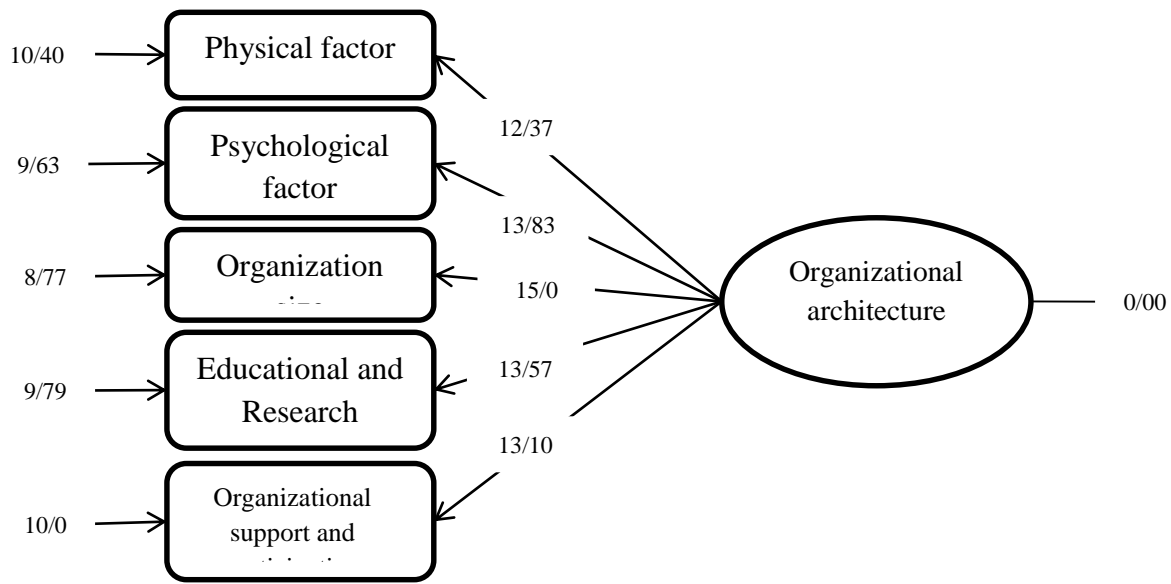 10/40
Physical factor
12/37
9/63
Psychological
factor
13/83
8/77
Organization
15/0
Organizational
architecture
0/00
9/79
Educational and
Research
13/57
13/10
10/0
Organizational
support and